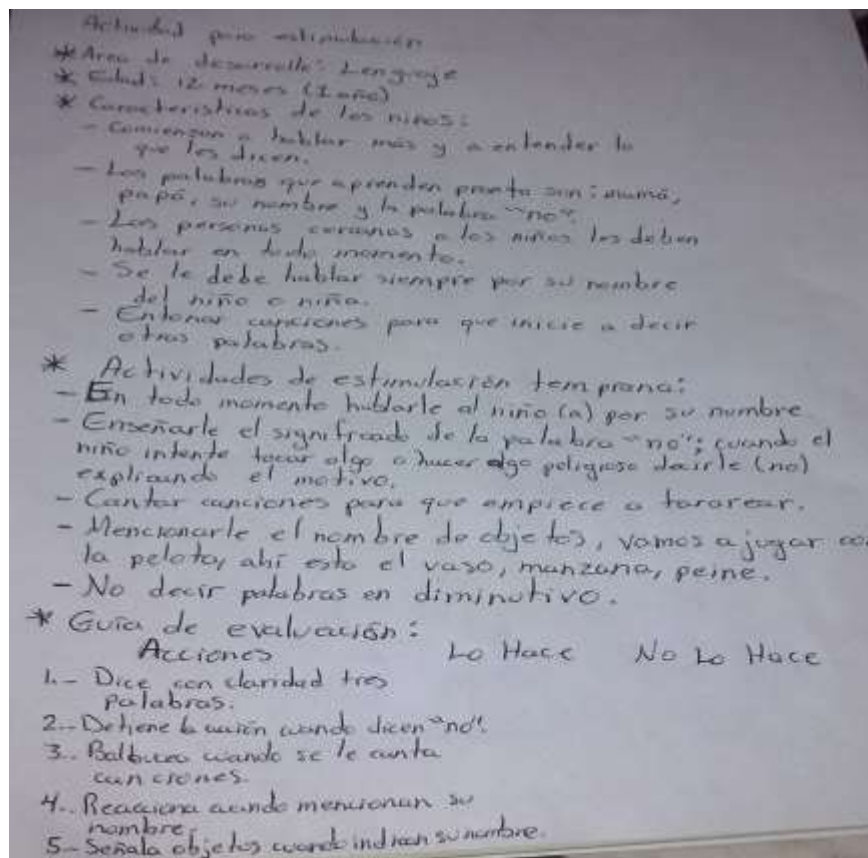 Actividad para estimulación
* Area de desarrollo: Lenguaje
* Edad: 12 meses (1 año)
* Características de los niños:
- Comienzan a hablar más y a entender lo
que les dicen.
- Las palabras que aprenden pronto son: mamá,
papá, su nombre y la palabra "no".
- Las personas cercanas a los niños les deben
hablar en todo momento.
- Se le debe hablar siempre por su nombre
del niño o niña.
- Entonar canciones para que inicie a decir
otras palabras.
* Actividades de estimulación temprana:
- En todo momento hablarle al niño (a) por su nombre
- Enseñarle el significado de la palabra "no"; cuando el
niño intente tocar algo o hacer algo peligroso decirle (no)
explicando el motivo.
- Cantar canciones para que empiece a tararear.
- Mencionarle el nombre de objetos, vamos a jugar con
la pelota, ahí esta el vaso, manzana, peine.
- No decir palabras en diminutivo.
* Guía de evaluación:
Acciones Lo Hace No Lo Hace
1.- Dice con claridad tres
palabras.
2.- Detiene la acción cuando dicen "no".
3.. Balbucea cuando se le canta
canciones.
4.. Reacciona cuando mencionan su
nombre.
5- Señala objetos cuando indican su nombre.